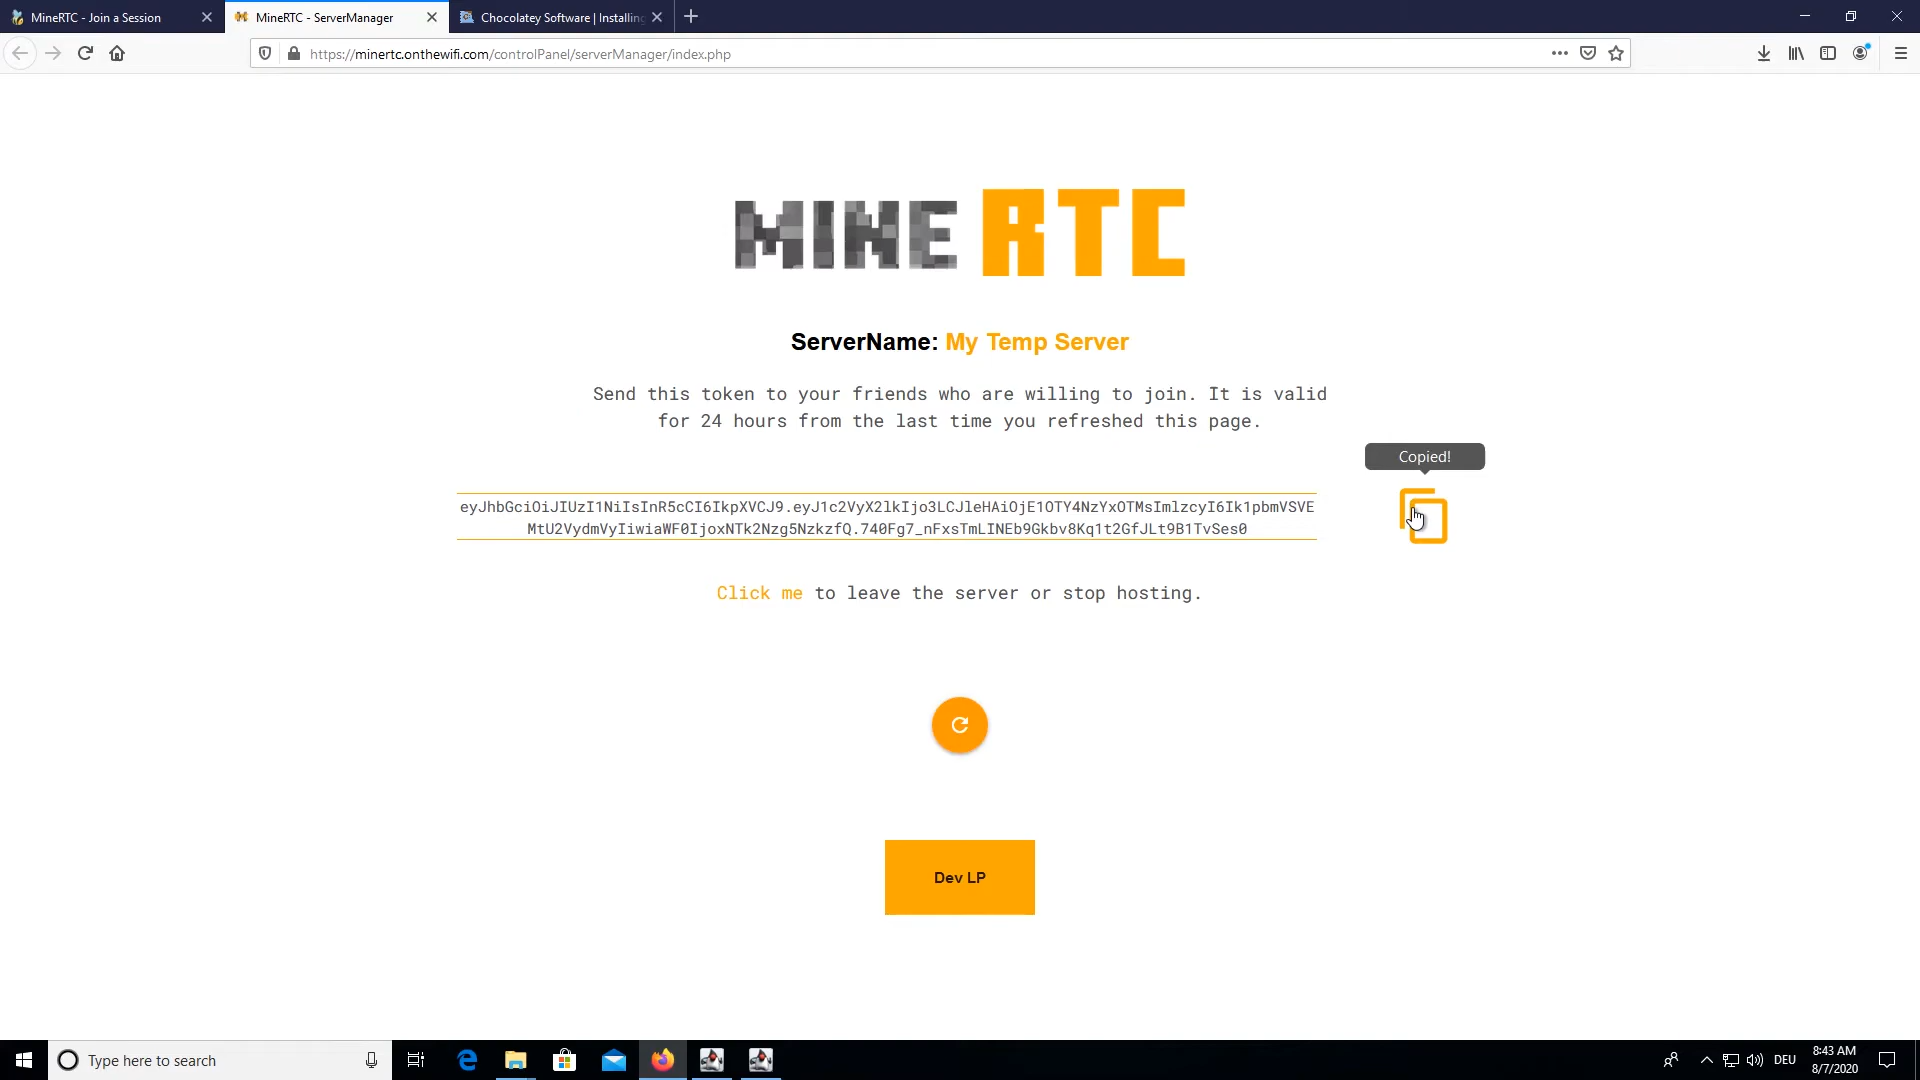 MineRTC - Join a Session
MineRTC - ServerManager
Chocolatey Software | Installing
https://minertc.onthewifi.com/controlPanel/serverManager/index.php
MINE RTC
ServerName: My Temp Server
Send this token to your friends who are willing to join. It is valid
for 24 hours from the last time you refreshed this page.
Copied!
eyJhbGciOiJIUzI1NiIsInR5cCI6IkpXVCJ9.eyJ1c2VyX2lkIjo3LCJleHAiOjE1OTY4NzYxOTMsImlzcyI6Ik1pbmVSVE
MtU2VydmVyIiwiaWF0IjoxNTk2Nzg5NzkzfQ.740Fg7_nFxsTmLINEb9Gkbv8Kq1t2GfJLt9B1TvSes0
Click me to leave the server or stop hosting.
Dev LP
Type here to search
DEU
8:43 AM
8/7/2020